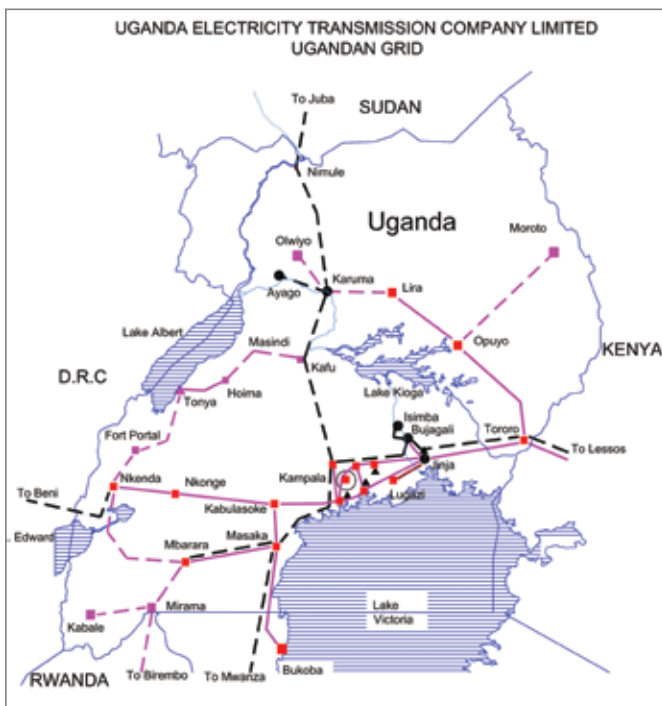 UGANDA ELECTRICITY TRANSMISSION COMPANY LIMITED
UGANDAN GRID
To Juba
SUDAN
Nimule
Uganda
Olwiyo
Moroto
Karuma
Lira
Ayago
Lake Albert
Masindi
Opuyo
KENYA
Kafu
D.R.C
Lake Kioga
Tonya
Hoima
Isimba
Bujagali
Tororo
Fort Portal
To Lessos
Nkenda
Kampala
Jinja
Nkonge
To Beni
Lugazi
Kabulasoke
Edward
Masaka
Mbarara
Mirama
Lake
Victoria
Kabale
RWANDA
To Birembo
To Mwanza
Bukoba